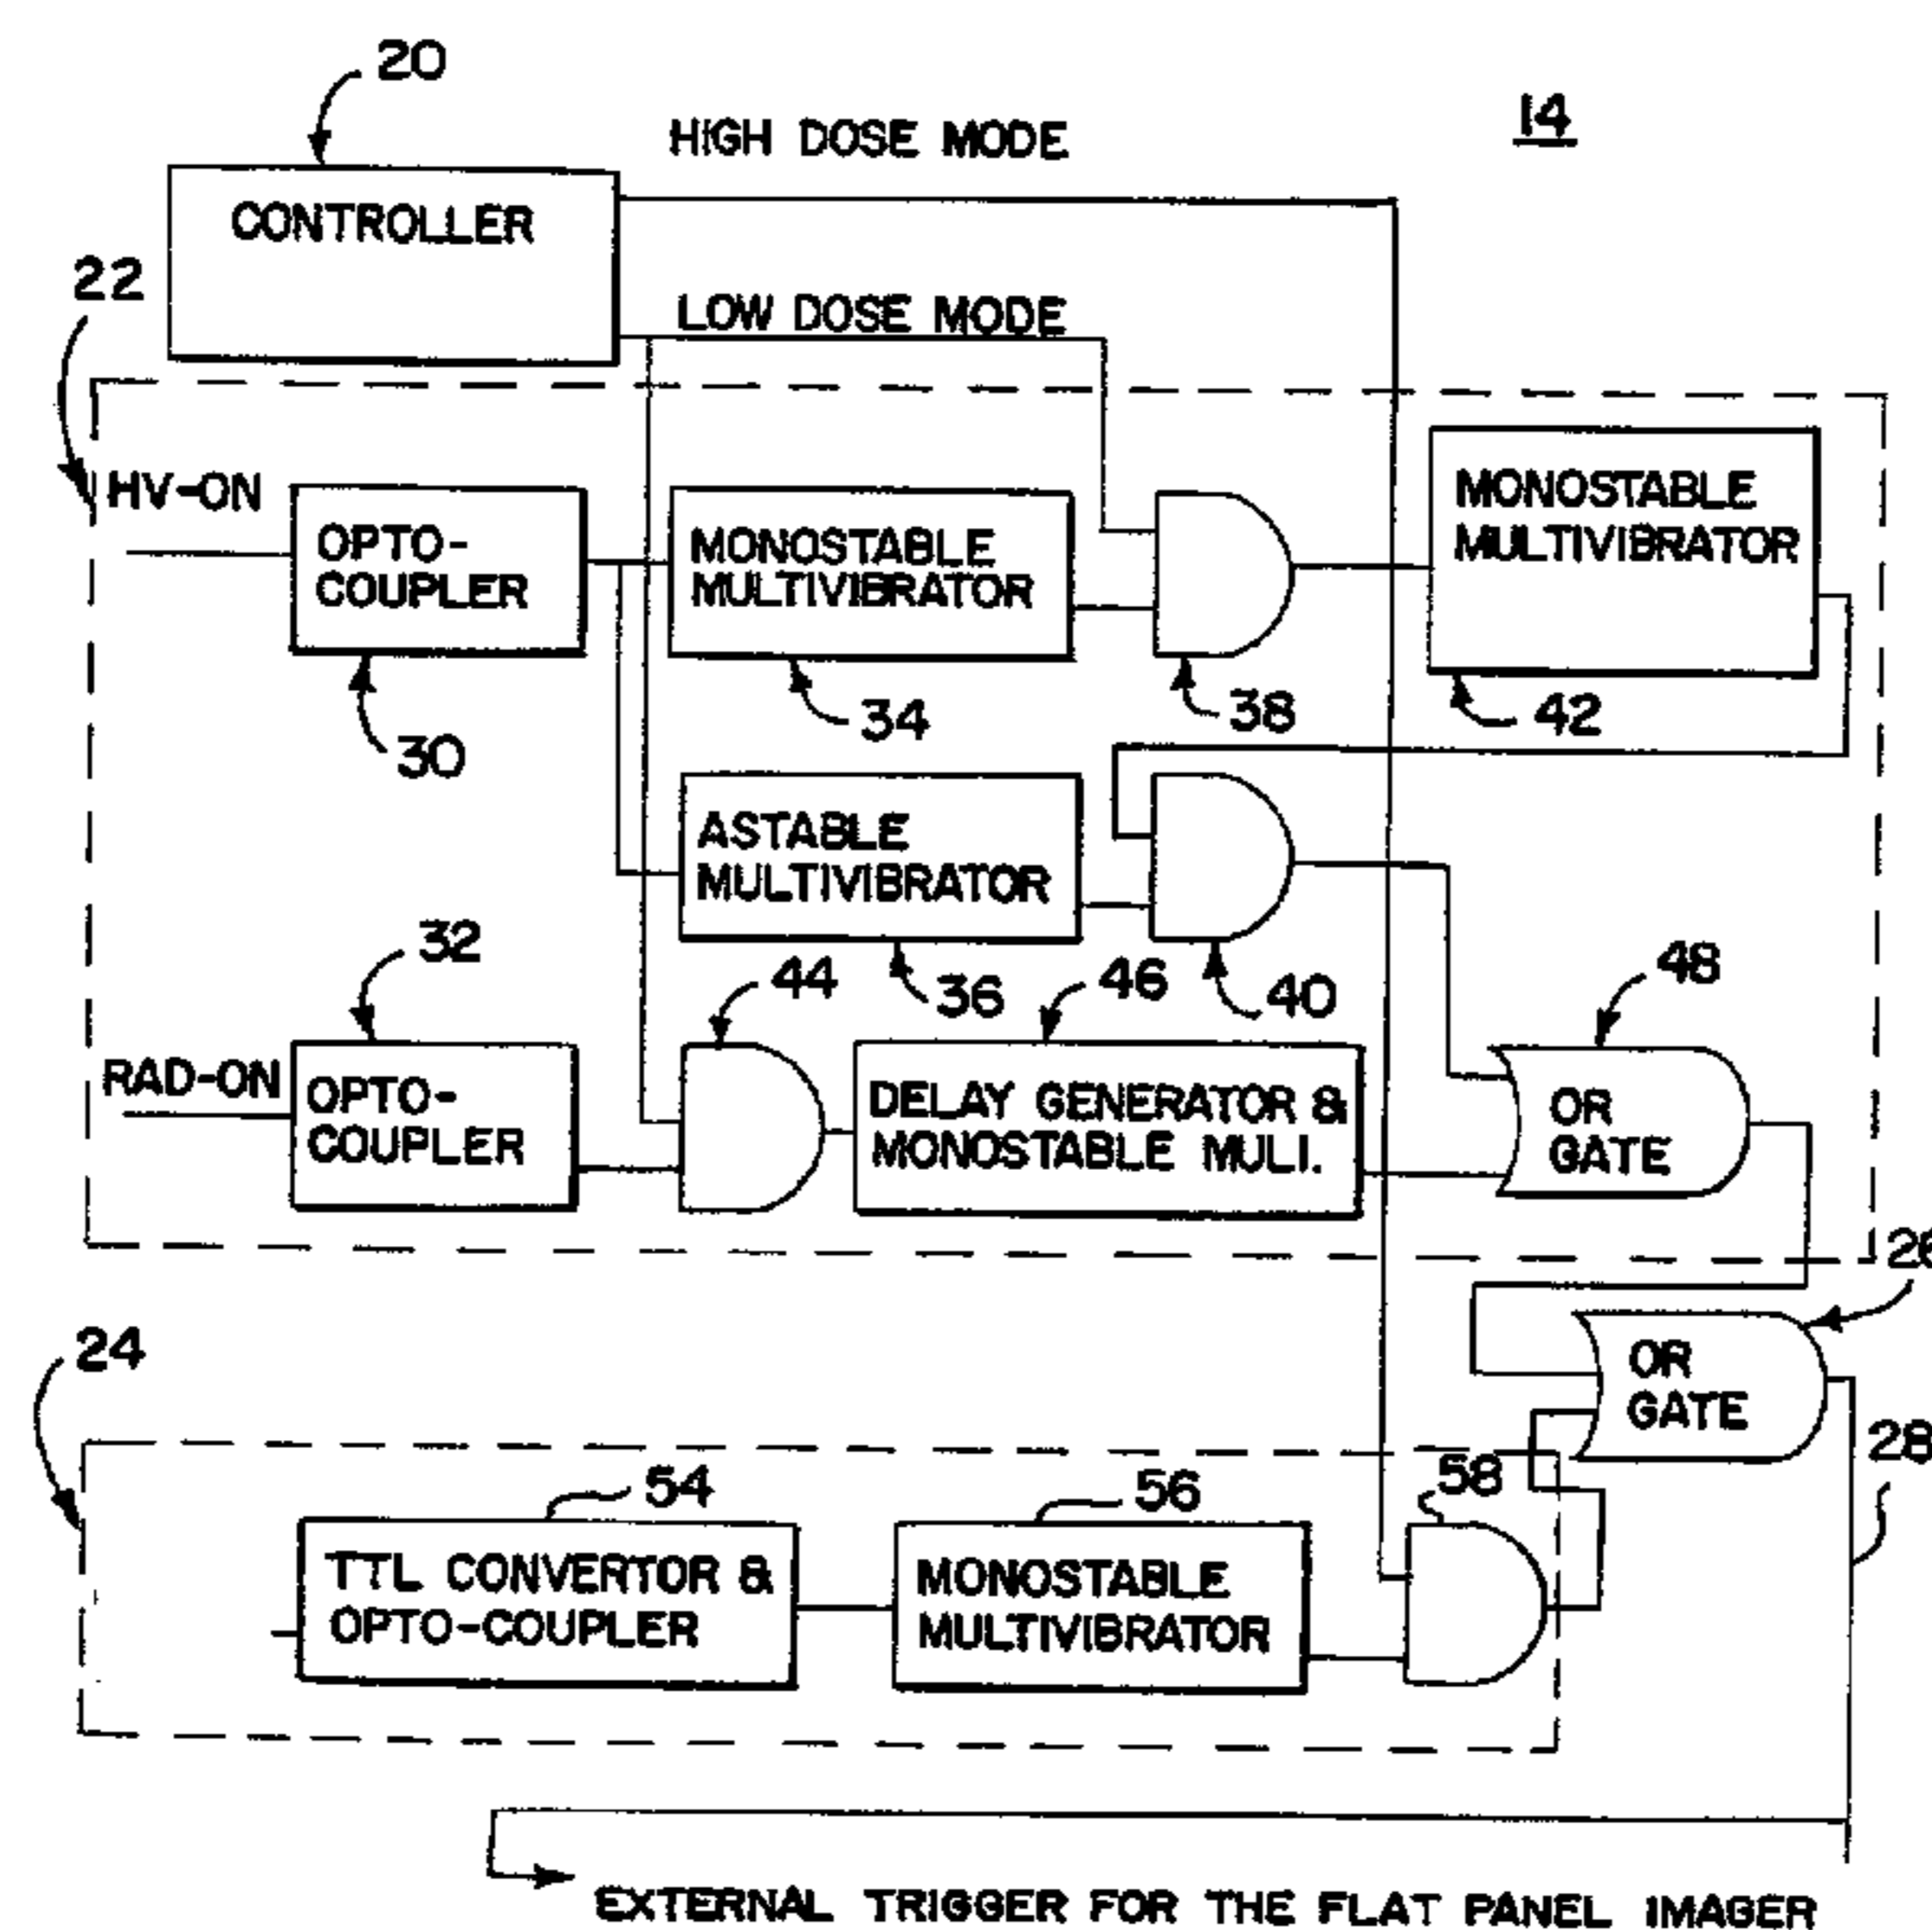 20
14
HIGH DOSE MODE
CONTROLLER
22
LOW DOSE MODE
HV-ON
OPTO-
COUPLER
MONOSTABLE
MULTIVIBRATOR
MONOSTABLE
MULTIVIBRATOR
30
34
38
42
ASTABLE
MULTIVIBRATOR
32
44
36
46
40
48
RAD-ON
OPTO-
COUPLER
DELAY GENERATOR &
MONOSTABLE MULI.
OR
GATE
26
24
OR
GATE
28
54
56
58
TTL CONVERTOR &
OPTO-COUPLER
MONOSTABLE
MULTIVIBRATOR
EXTERNAL TRIGGER FOR THE FLAT PANEL IMAGER